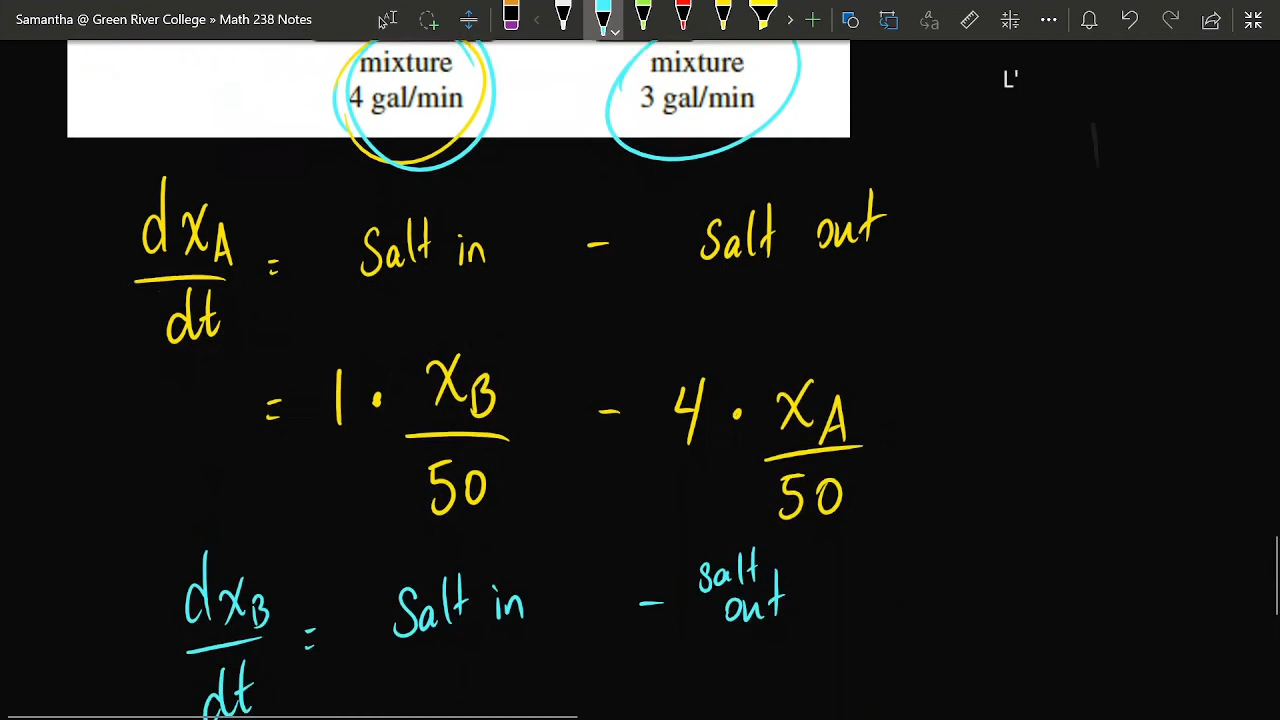 Samantha @ Green River College » Math 238 Notes
mixture mixture
4 gal/min 3 gal/min
L'
dx_A/dt = Salt in - Salt out
= 1 · x_B/50 - 4 · x_A/50
dx_B/dt = Salt in - salt out